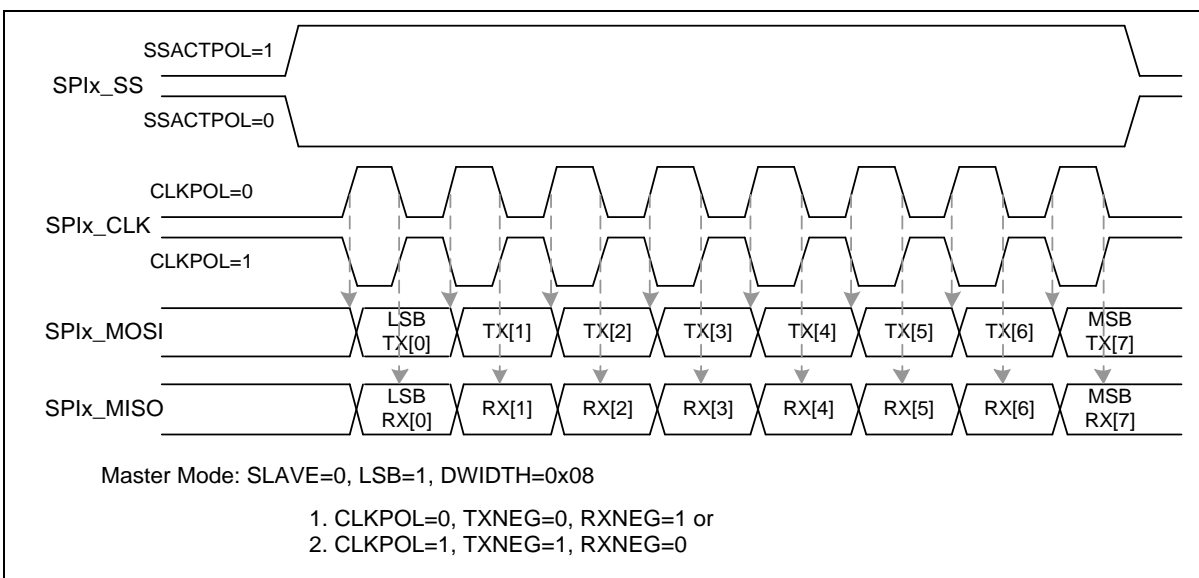 SSACTPOL=1
SPIx_SS
SSACTPOL=0
CLKPOL=0
SPIx_CLK
CLKPOL=1
SPIx_MOSI
LSB
TX[0]
TX[1]
TX[2]
TX[3]
TX[4]
TX[5]
TX[6]
MSB
TX[7]
SPIx_MISO
LSB
RX[0]
RX[1]
RX[2]
RX[3]
RX[4]
RX[5]
RX[6]
MSB
RX[7]
Master Mode: SLAVE=0, LSB=1, DWIDTH=0x08
1. CLKPOL=0, TXNEG=0, RXNEG=1 or
2. CLKPOL=1, TXNEG=1, RXNEG=0